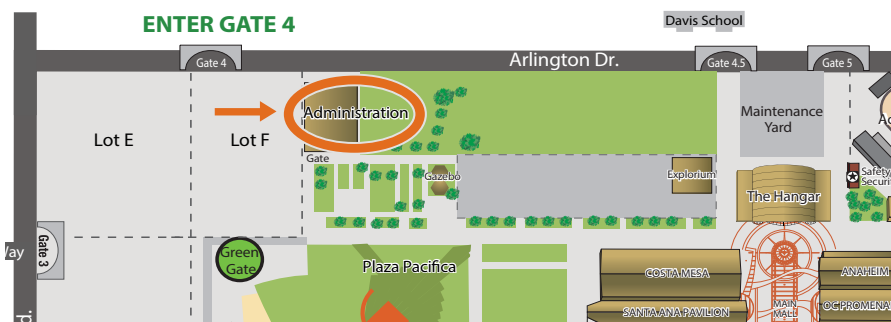 ENTER GATE 4
Davis School
Gate 4
Arlington Dr.
Gate 4.5
Gate 5
Administration
Maintenance
Yard
Lot E
Lot F
Gate
Gazebo
Explorium
Safety
Securi
The Hangar
Gate 3
Way
Green
Gate
Plaza Pacifica
COSTA MESA
ANAHEIM
SANTA ANA PAVILION
MAIN
MALL
OC PROMENA
d.